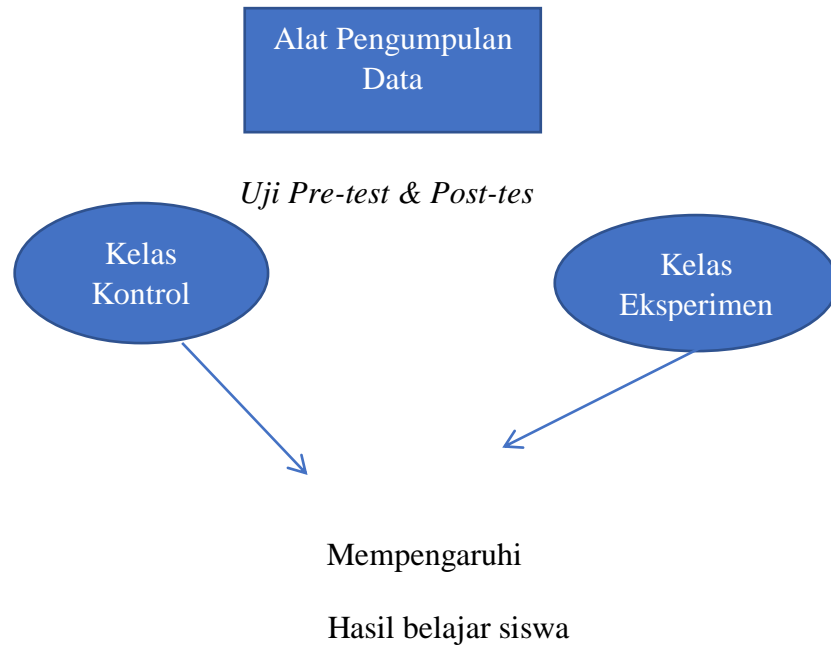 Alat Pengumpulan
Data
Uji Pre-test & Post-tes
Kelas
Kontrol
Kelas
Eksperimen
Mempengaruhi
Hasil belajar siswa